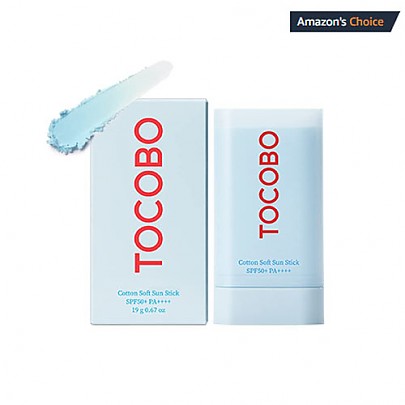 Amazon's Choice
TOCOBO
Cotton Soft Sun Stick
SPF50+ PA++++
19 g 0.67 oz
TOCOBO
Cotton Soft Sun Stick
SPF50+ PA++++